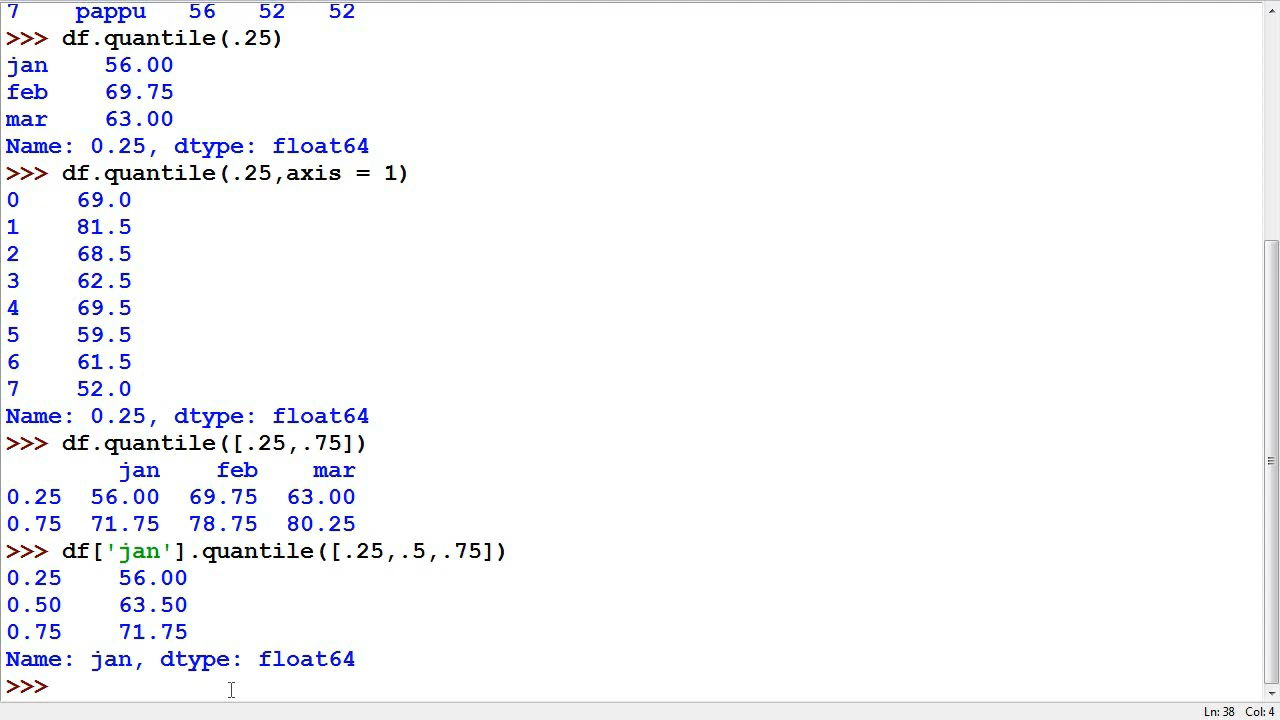 7    pappu   56   52   52
>>> df.quantile(.25)
jan    56.00
feb    69.75
mar    63.00
Name: 0.25, dtype: float64
>>> df.quantile(.25,axis = 1)
0    69.0
1    81.5
2    68.5
3    62.5
4    69.5
5    59.5
6    61.5
7    52.0
Name: 0.25, dtype: float64
>>> df.quantile([.25,.75])
        jan    feb    mar
0.25  56.00  69.75  63.00
0.75  71.75  78.75  80.25
>>> df['jan'].quantile([.25,.5,.75])
0.25    56.00
0.50    63.50
0.75    71.75
Name: jan, dtype: float64
>>>
Ln: 38 Col: 4